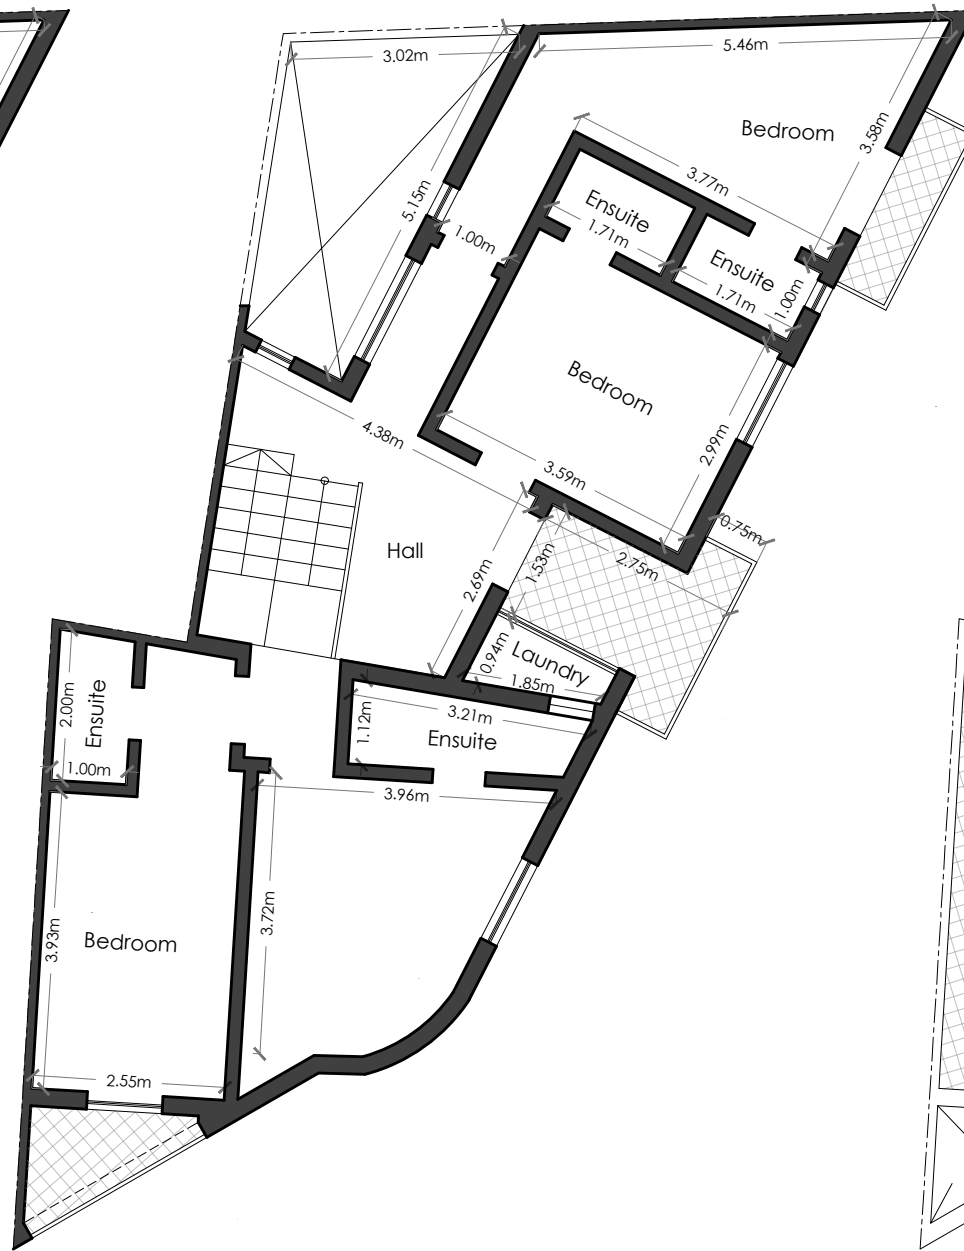 3.02m
5.46m
Bedroom
3.58m
3.77m
5.15m
Ensuite
1.71m
1.00m
Ensuite
1.71m
1.00m
Bedroom
4.38m
2.99m
3.59m
0.75m
Hall
2.69m
1.53m
2.75m
Laundry
0.94m
1.85m
Ensuite
2.00m
1.00m
1.12m
3.21m
Ensuite
3.96m
3.72m
3.93m
Bedroom
2.55m